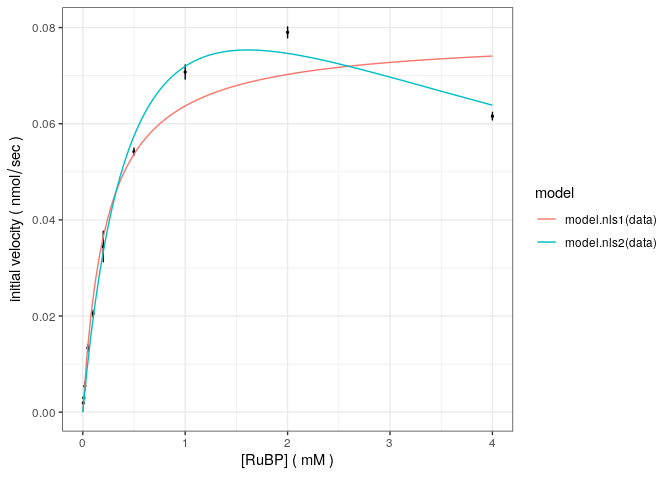 0.08
0.06
0.04
0.02
0.00
initial velocity ( nmol/sec )
0
1
2
3
4
[RuBP] ( mM )
model
model.nls1(data)
model.nls2(data)